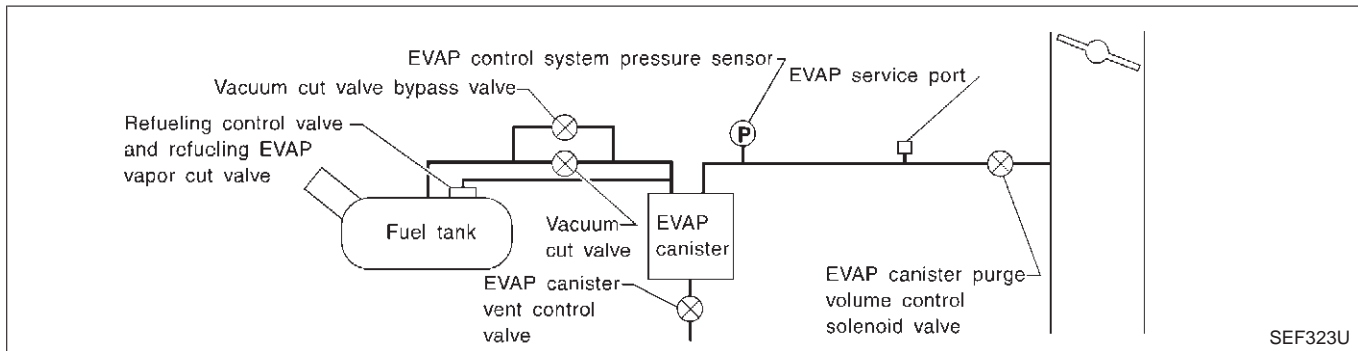 EVAP control system pressure sensor
EVAP service port
Vacuum cut valve bypass valve
Refueling control valve
and refueling EVAP
vapor cut valve
P
Fuel tank
Vacuum
cut valve
EVAP
canister
EVAP canister
vent control
valve
EVAP canister purge
volume control
solenoid valve
SEF323U